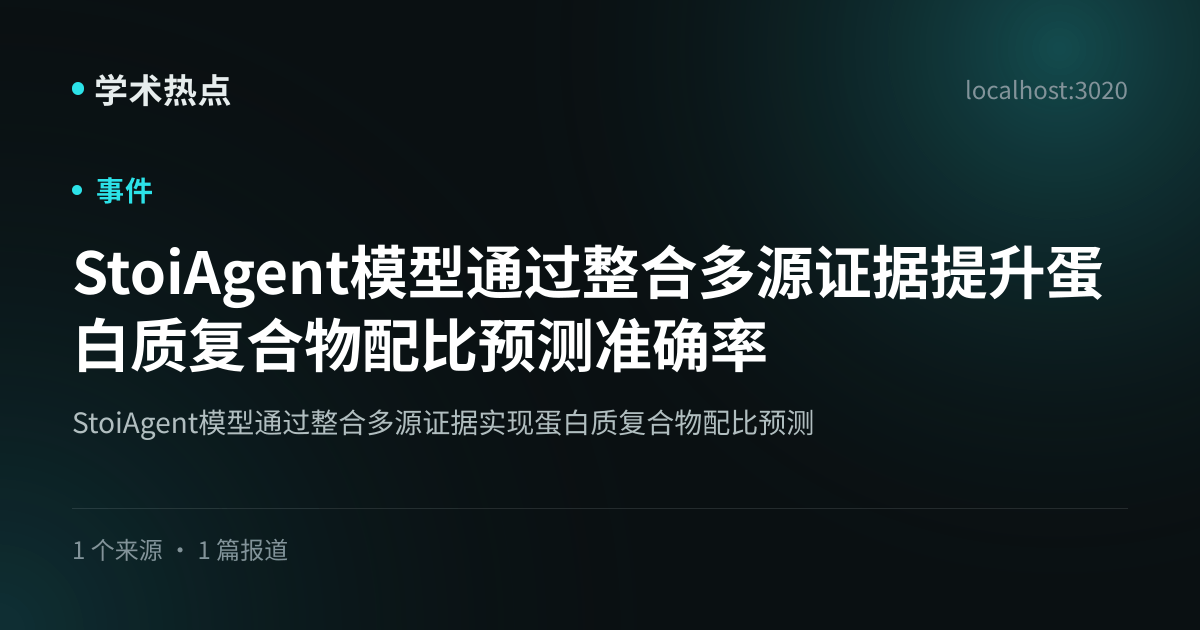 学术热点
localhost:3020
事件
StoiAgent模型通过整合多源证据提升蛋
白质复合物配比预测准确率
StoiAgent模型通过整合多源证据实现蛋白质复合物配比预测
1 个来源 · 1 篇报道